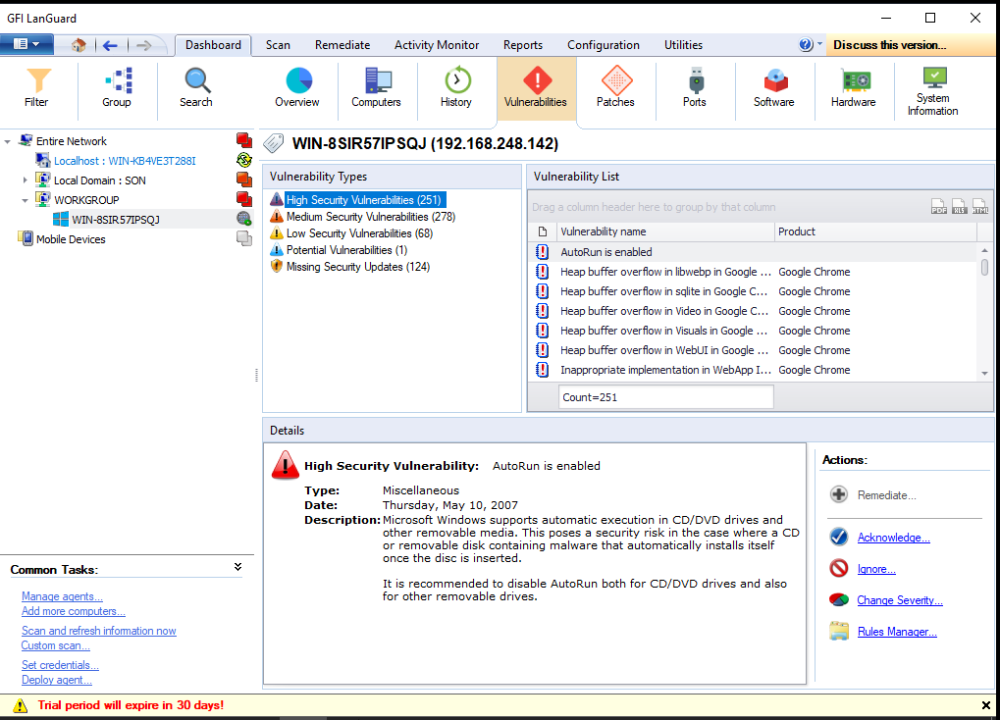 GFI LanGuard
Dashboard Scan Remediate Activity Monitor Reports Configuration Utilities Discuss this version...
Filter Group Search Overview Computers History Vulnerabilities Patches Ports Software Hardware System Information
Entire Network
Localhost : WIN-KB4VE3T288I
Local Domain : SON
WORKGROUP
WIN-8SIR57IPSQJ
Mobile Devices
Common Tasks:
Manage agents...
Add more computers...
Scan and refresh information now
Custom scan...
Set credentials...
Deploy agent...
WIN-8SIR57IPSQJ (192.168.248.142)
Vulnerability Types
High Security Vulnerabilities (251)
Medium Security Vulnerabilities (278)
Low Security Vulnerabilities (68)
Potential Vulnerabilities (1)
Missing Security Updates (124)
Vulnerability List
Drag a column header here to group by that column PDF XLS HTML
Vulnerability name Product
AutoRun is enabled
Heap buffer overflow in libwebp in Google ... Google Chrome
Heap buffer overflow in sqlite in Google C... Google Chrome
Heap buffer overflow in Video in Google C... Google Chrome
Heap buffer overflow in Visuals in Google ... Google Chrome
Heap buffer overflow in WebUI in Google ... Google Chrome
Inappropriate implementation in WebApp I... Google Chrome
Count=251
Details
High Security Vulnerability: AutoRun is enabled
Type: Miscellaneous
Date: Thursday, May 10, 2007
Description: Microsoft Windows supports automatic execution in CD/DVD drives and
other removable media. This poses a security risk in the case where a CD
or removable disk containing malware that automatically installs itself
once the disc is inserted.
It is recommended to disable AutoRun both for CD/DVD drives and also
for other removable drives.
Actions:
Remediate...
Acknowledge...
Ignore...
Change Severity...
Rules Manager...
Trial period will expire in 30 days!